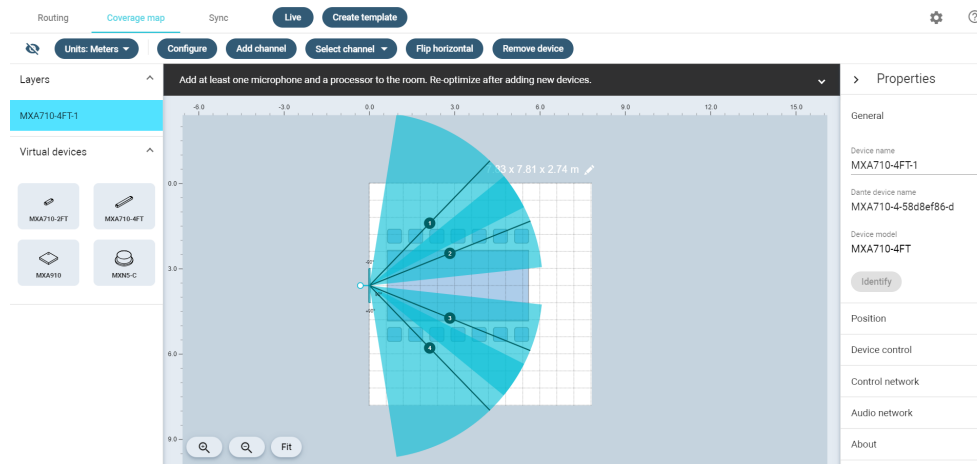 Routing
Coverage map
Sync
Live
Create template
Units: Meters
Configure
Add channel
Select channel
Flip horizontal
Remove device
Layers
Add at least one microphone and a processor to the room. Re-optimize after adding new devices.
Properties
MXA710-4FT-1
Virtual devices
MXA710-2FT
MXA710-4FT
MXA910
MXN5-C
-6.0
-3.0
0.0
3.0
6.0
9.0
12.0
15.0
0.0
3.0
6.0
9.0
x 7.81 x 2.74 m
1
2
3
4
Fit
General
Device name
MXA710-4FT-1
Dante device name
MXA710-4-58d8ef86-d
Device model
MXA710-4FT
Identify
Position
Device control
Control network
Audio network
About